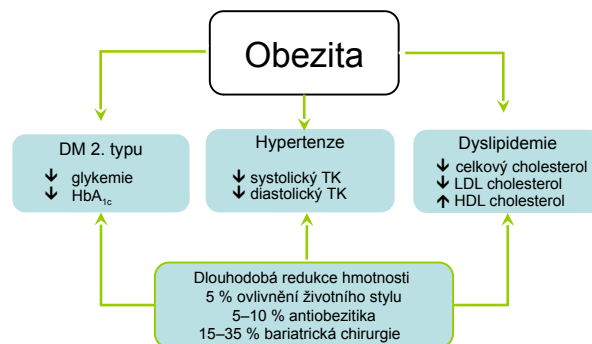 Obezita
DM 2. typu
↓ glykemie
↓ HbA1c
Hypertenze
↓ systolický TK
↓ diastolický TK
Dyslipidemie
↓ celkový cholesterol
↓ LDL cholesterol
↑ HDL cholesterol
Dlouhodobá redukce hmotnosti
5 % ovlivnění životního stylu
5–10 % antiobezitika
15–35 % bariatrická chirurgie